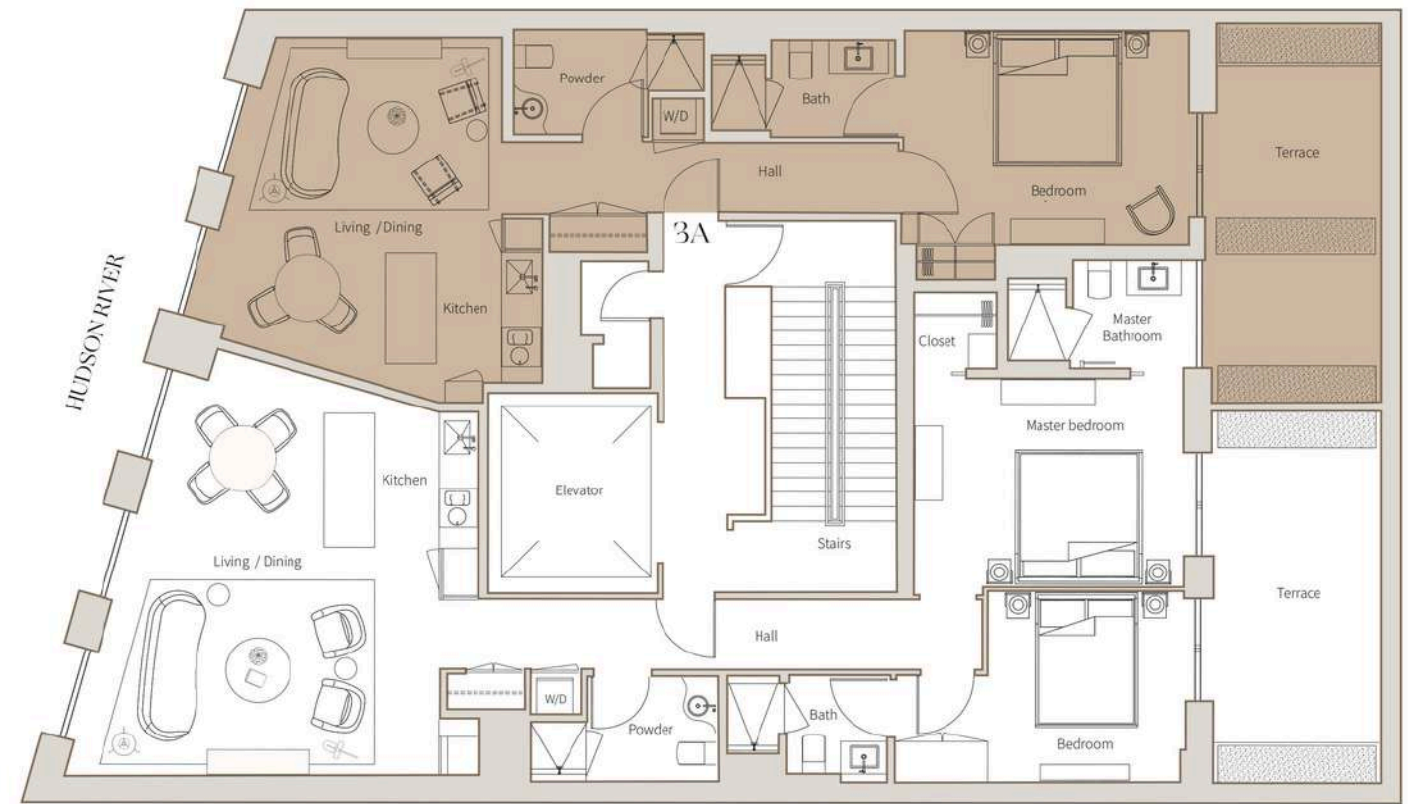 Powder
W/D
Bath
Hall
Bedroom
Terrace
Living / Dining
3A
HUDSON RIVER
Kitchen
Closet
Master
Bathroom
Master bedroom
Kitchen
Elevator
Stairs
Living / Dining
Terrace
Hall
W/D
Powder
Bath
Bedroom